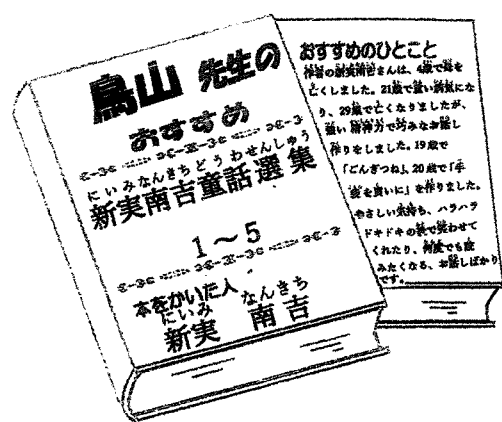 鳥山 先生の
おすすめ
にいみなんきちどうわせんしゅう
新実南吉童話選集
1～5
本をかいた人
にいみ なんきち
新実 南吉
おすすめのひとこと
作者の新実南吉さんは、4歳で母を
亡くしました。21歳で重い病気にな
り、29歳で亡くなりましたが、
強い精神力で巧みなお話し
作りをしました。19歳で
「ごんぎつね」、20歳で「手
袋を買いに」を作りました。
やさしい気持ち、ハラハラ
ドキドキの後で笑わせて
くれたり、何度でも読
みたくなる、お話しばかり
です。